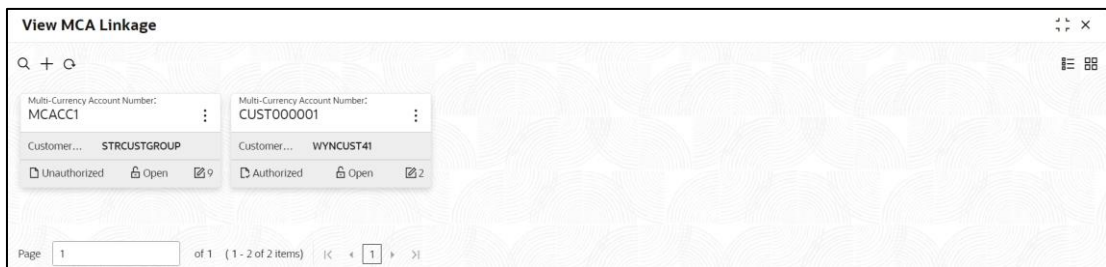 View MCA Linkage
Multi-Currency Account Number: Multi-Currency Account Number:
MCACC1 CUST000001
Customer... STRCUSTGROUP Customer... WYNCUST41
Unauthorized Open 9 Authorized Open 2
Page 1 of 1 (1 - 2 of 2 items) 1